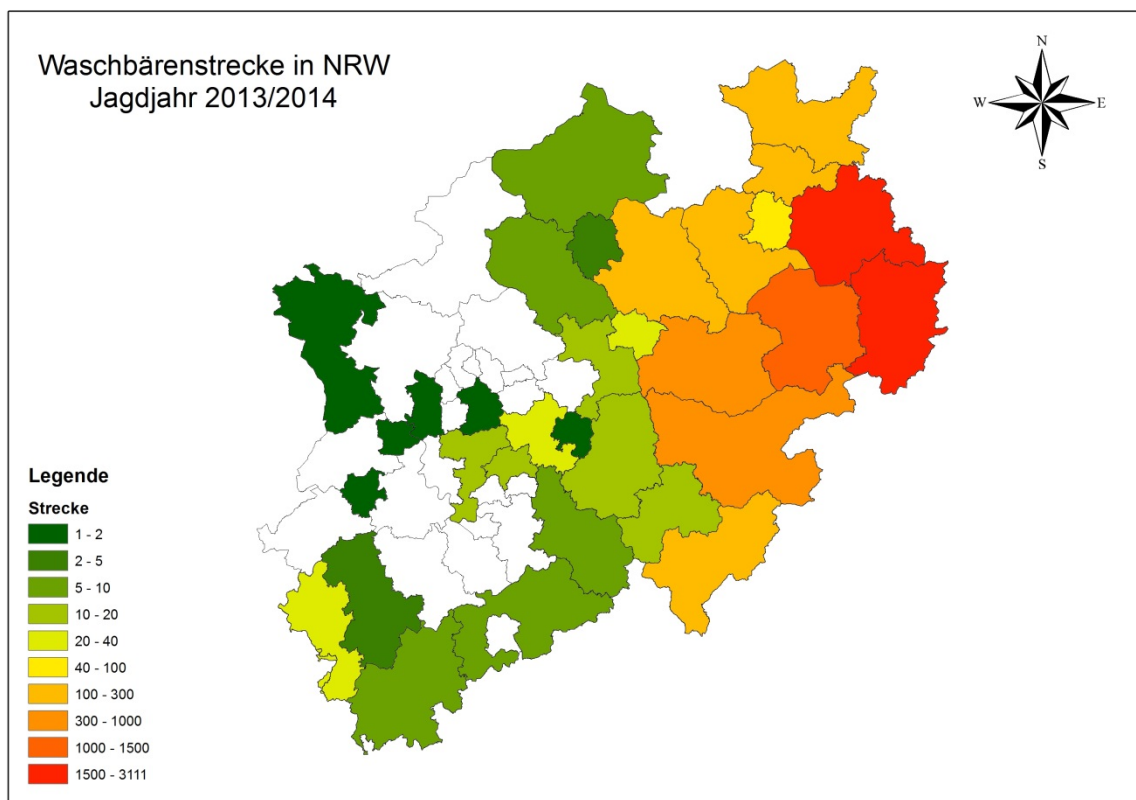 Waschbärenstrecke in NRW
Jagdjahr 2013/2014
N
W
E
S
Legende
Strecke
1 - 2
2 - 5
5 - 10
10 - 20
20 - 40
40 - 100
100 - 300
300 - 1000
1000 - 1500
1500 - 3111